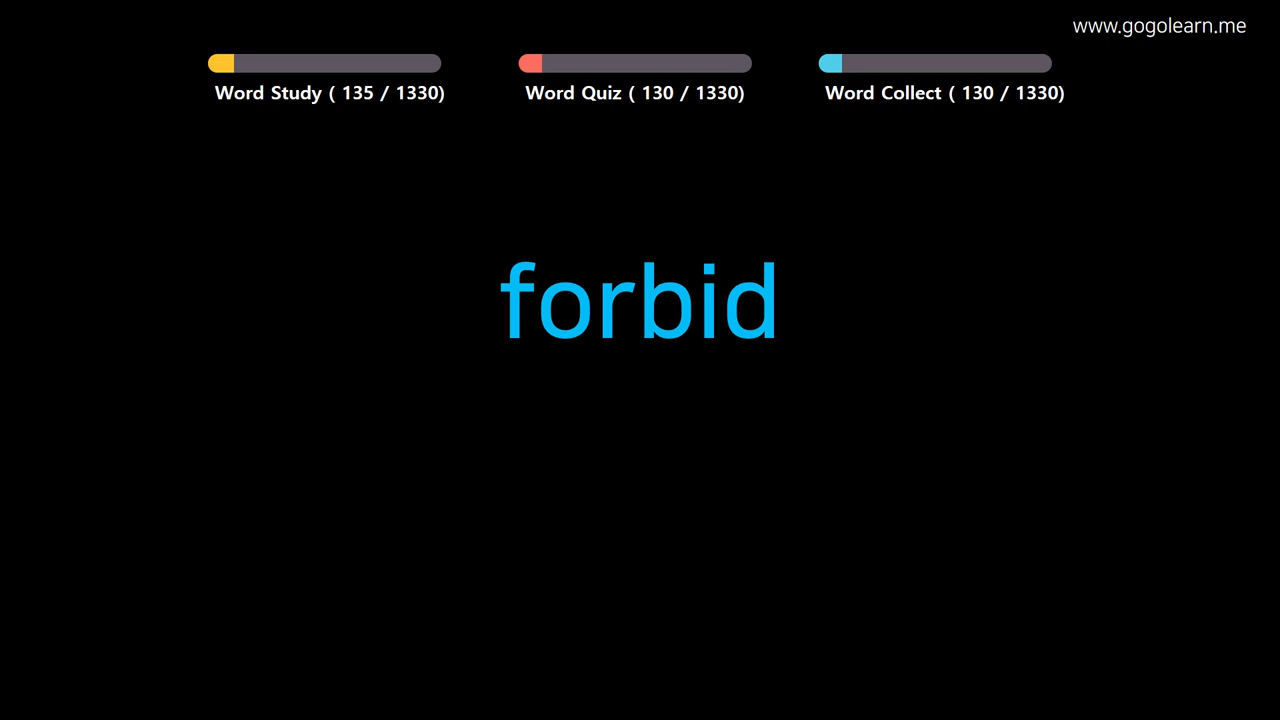 www.gogolearn.me
Word Study ( 135 / 1330)
Word Quiz ( 130 / 1330)
Word Collect ( 130 / 1330)
forbid